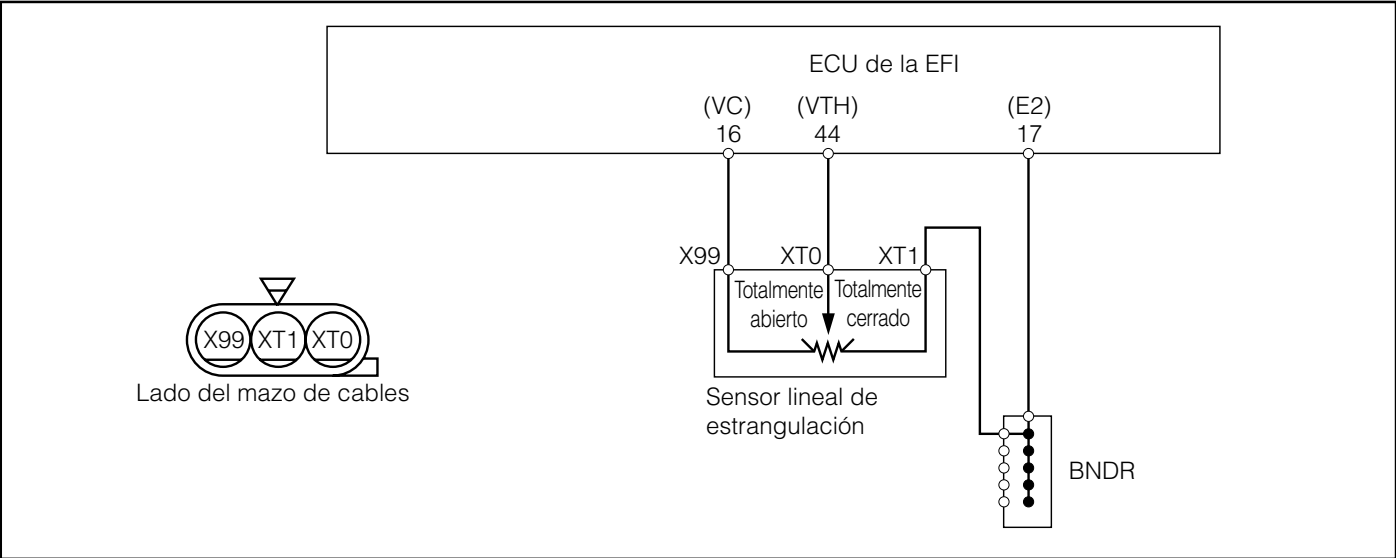 ECU de la EFI
(VC) (VTH) (E2)
16 44 17
X99 XT0 XT1
Totalmente abierto
Totalmente cerrado
X99 XT1 XT0
Lado del mazo de cables
Sensor lineal de
estrangulación
BNDR